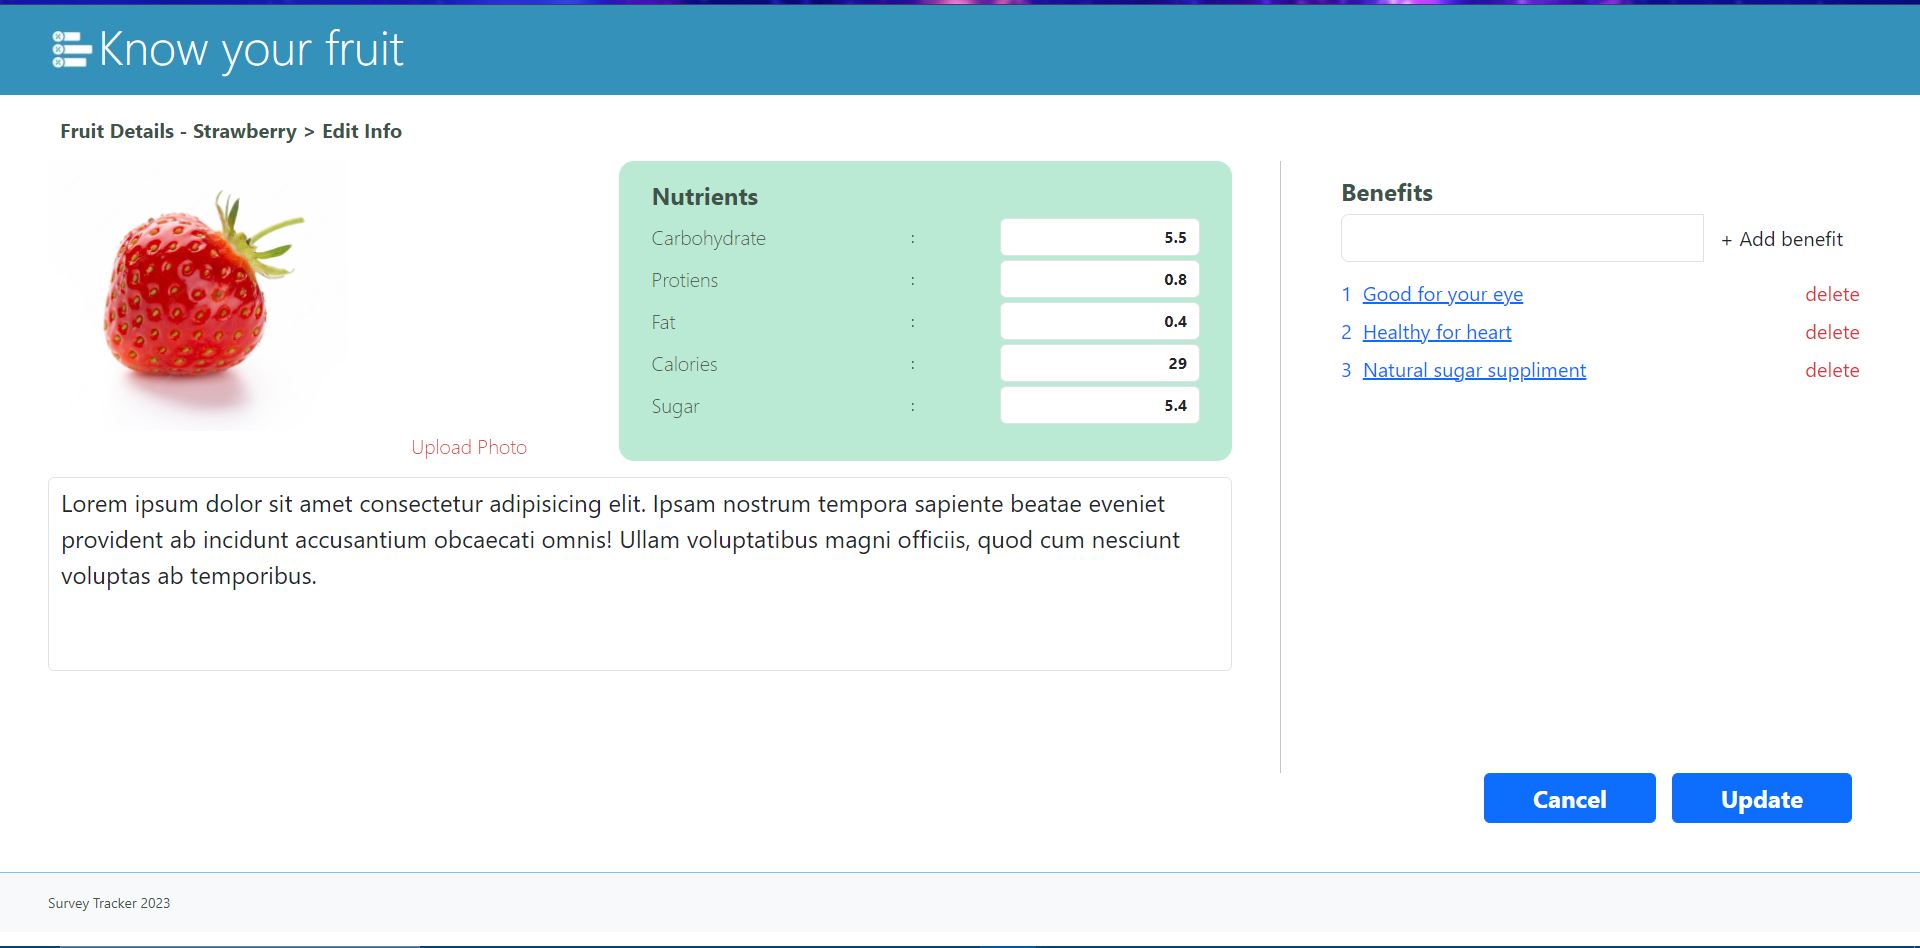 Know your fruit
Fruit Details - Strawberry > Edit Info
Nutrients
Carbohydrate : 5.5
Protiens : 0.8
Fat : 0.4
Calories : 29
Sugar : 5.4
Upload Photo
Lorem ipsum dolor sit amet consectetur adipisicing elit. Ipsam nostrum tempora sapiente beatae eveniet
provident ab incidunt accusantium obcaecati omnis! Ullam voluptatibus magni officiis, quod cum nesciunt
voluptas ab temporibus.
Benefits
+ Add benefit
1 Good for your eye delete
2 Healthy for heart delete
3 Natural sugar suppliment delete
Cancel Update
Survey Tracker 2023